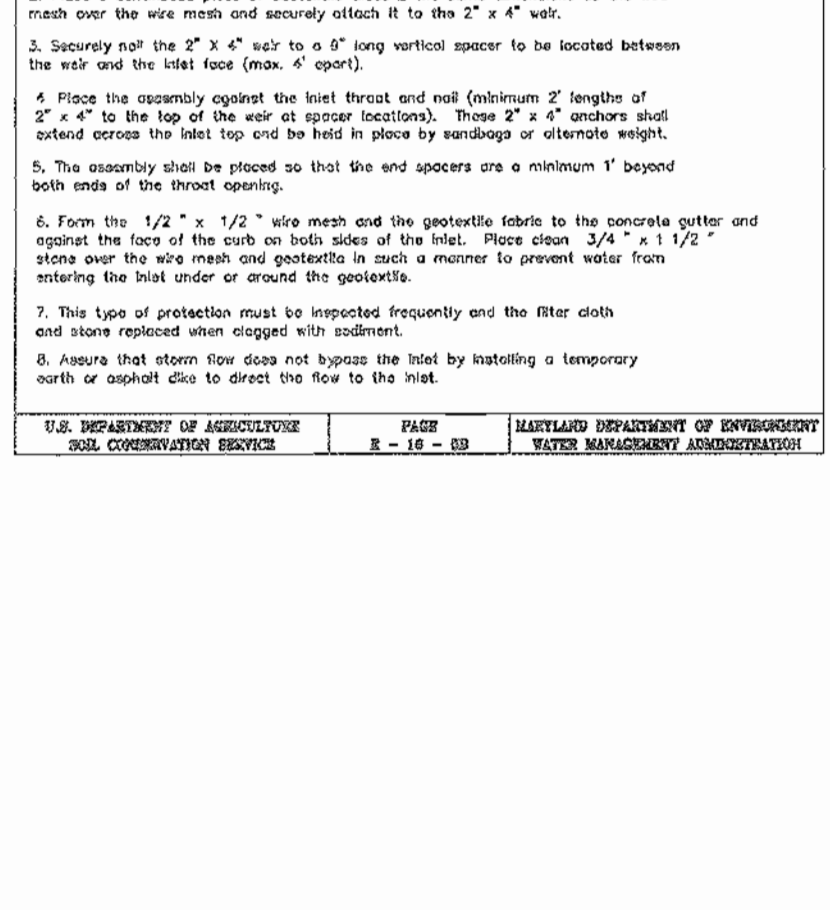 mesh over the wire mesh and securely attach it to the 2" x 4" weir.
3. Securely nail the 2" X 4" weir to a 9" long vertical spacer to be located between
the weir and the inlet face (max. 4' apart).
4 Place the assembly against the inlet throat and nail (minimum 2' lengths of
2" x 4" to the top of the weir at spacer locations). These 2" x 4" anchors shall
extend across the inlet top and be held in place by sandbags or alternate weight.
5. The assembly shall be placed so that the end spacers are a minimum 1' beyond
both ends of the throat opening.
6. Form the 1/2 " x 1/2 " wire mesh and the geotextile fabric to the concrete gutter and
against the face of the curb on both sides of the inlet. Place clean 3/4 " x 1 1/2 "
stone over the wire mesh and geotextile in such a manner to prevent water from
entering the inlet under or around the geotextile.
7. This type of protection must be inspected frequently and the filter cloth
and stone replaced when clogged with sediment.
8. Assure that storm flow does not bypass the inlet by installing a temporary
earth or asphalt dike to direct the flow to the inlet.
U.S. DEPARTMENT OF AGRICULTURE PAGE MARYLAND DEPARTMENT OF ENVIRONMENT
SOIL CONSERVATION SERVICE E - 16 - 5B WATER MANAGEMENT ADMINISTRATION